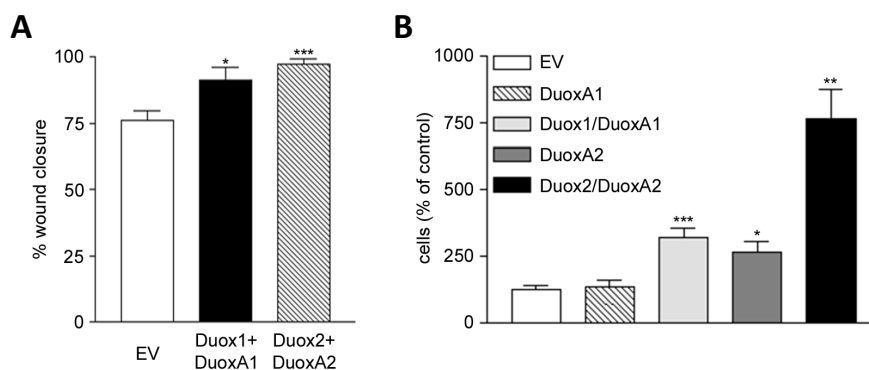 A
% wound closure
100
75
50
25
0
*
***
EV
Duox1+
DuoxA1
Duox2+
DuoxA2
B
cells (% of control)
1000
750
500
250
0
EV
DuoxA1
Duox1/DuoxA1
DuoxA2
Duox2/DuoxA2
***
*
**